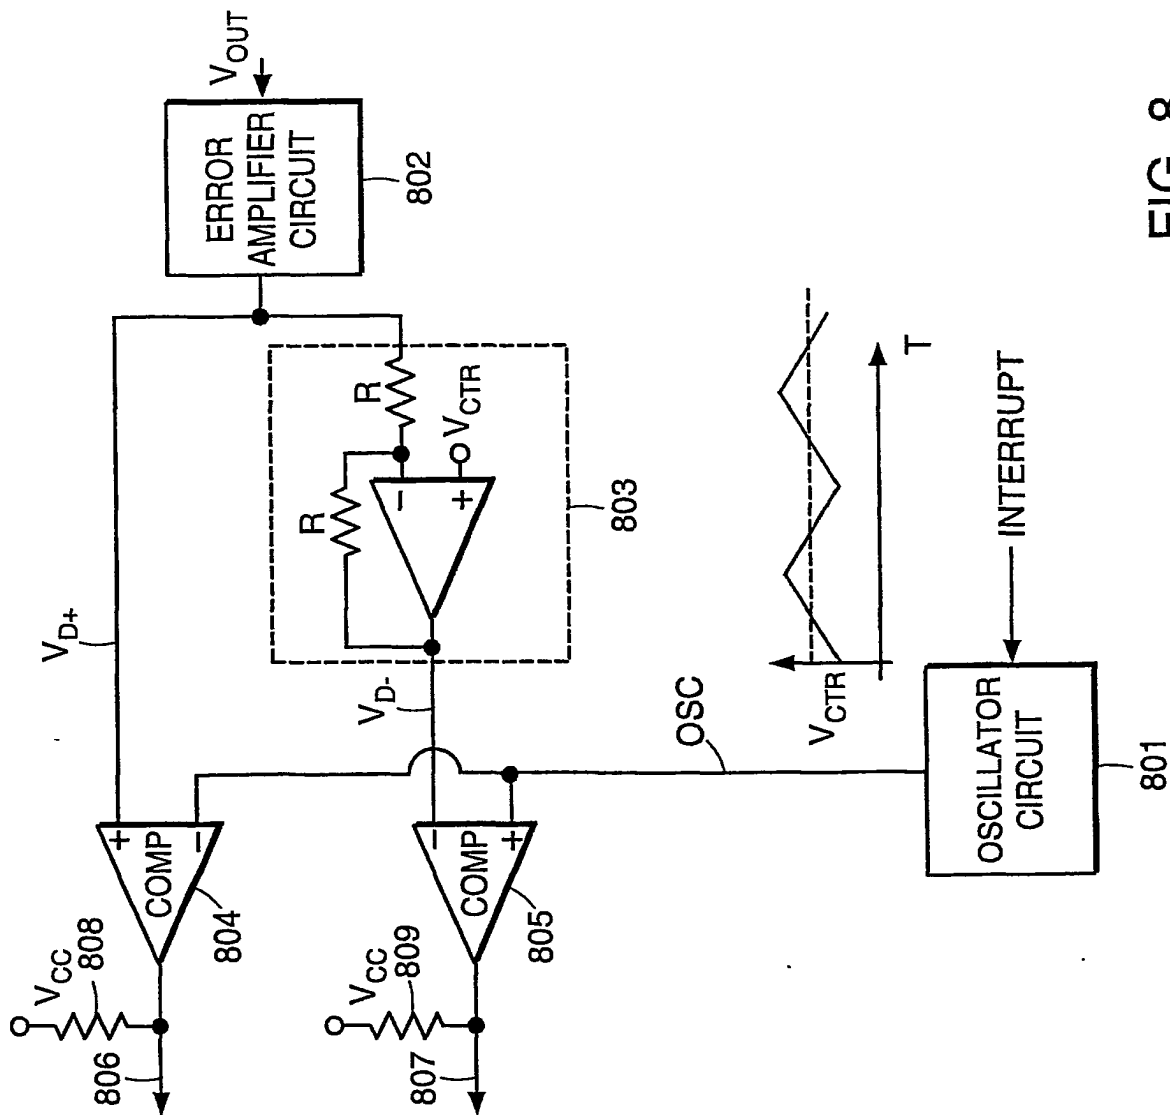 V_OUT
ERROR
AMPLIFIER
CIRCUIT
802
V_D+
R
R
V_CTR
−
+
803
V_D-
OSC
V_CTR
T
INTERRUPT
OSCILLATOR
CIRCUIT
801
+
−
COMP
804
V_CC
808
806
−
+
COMP
805
V_CC
809
807
FIG. 8